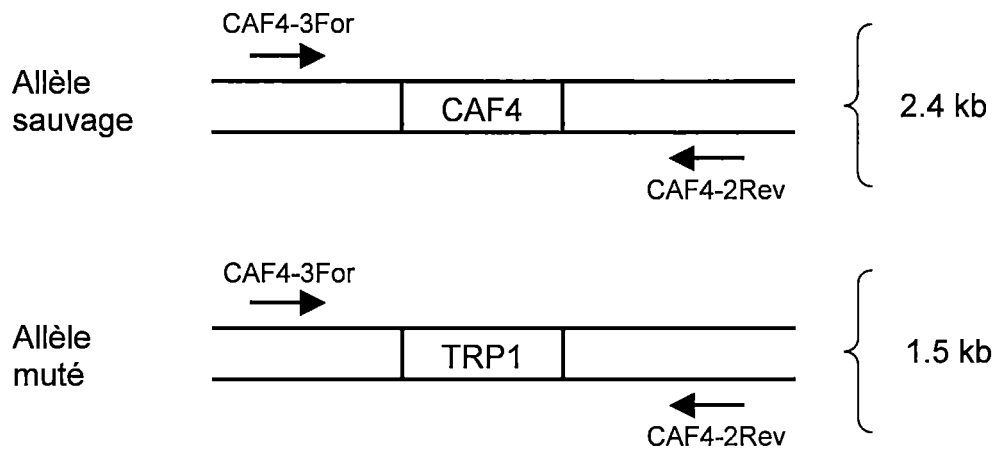 CAF4-3For
Allèle
sauvage
CAF4
2.4 kb
CAF4-2Rev
CAF4-3For
Allèle
muté
TRP1
1.5 kb
CAF4-2Rev